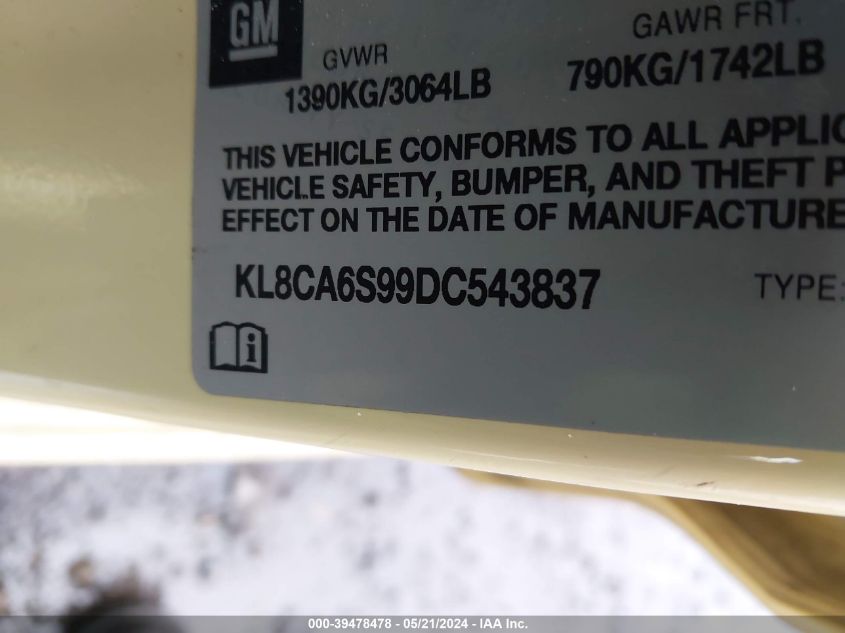 GM
GVWR
1390KG/3064LB
GAWR FRT.
790KG/1742LB
THIS VEHICLE CONFORMS TO ALL APPLIC
VEHICLE SAFETY, BUMPER, AND THEFT P
EFFECT ON THE DATE OF MANUFACTURE
KL8CA6S99DC543837
TYPE:
i
000-39478478 - 05/21/2024 - IAA Inc.